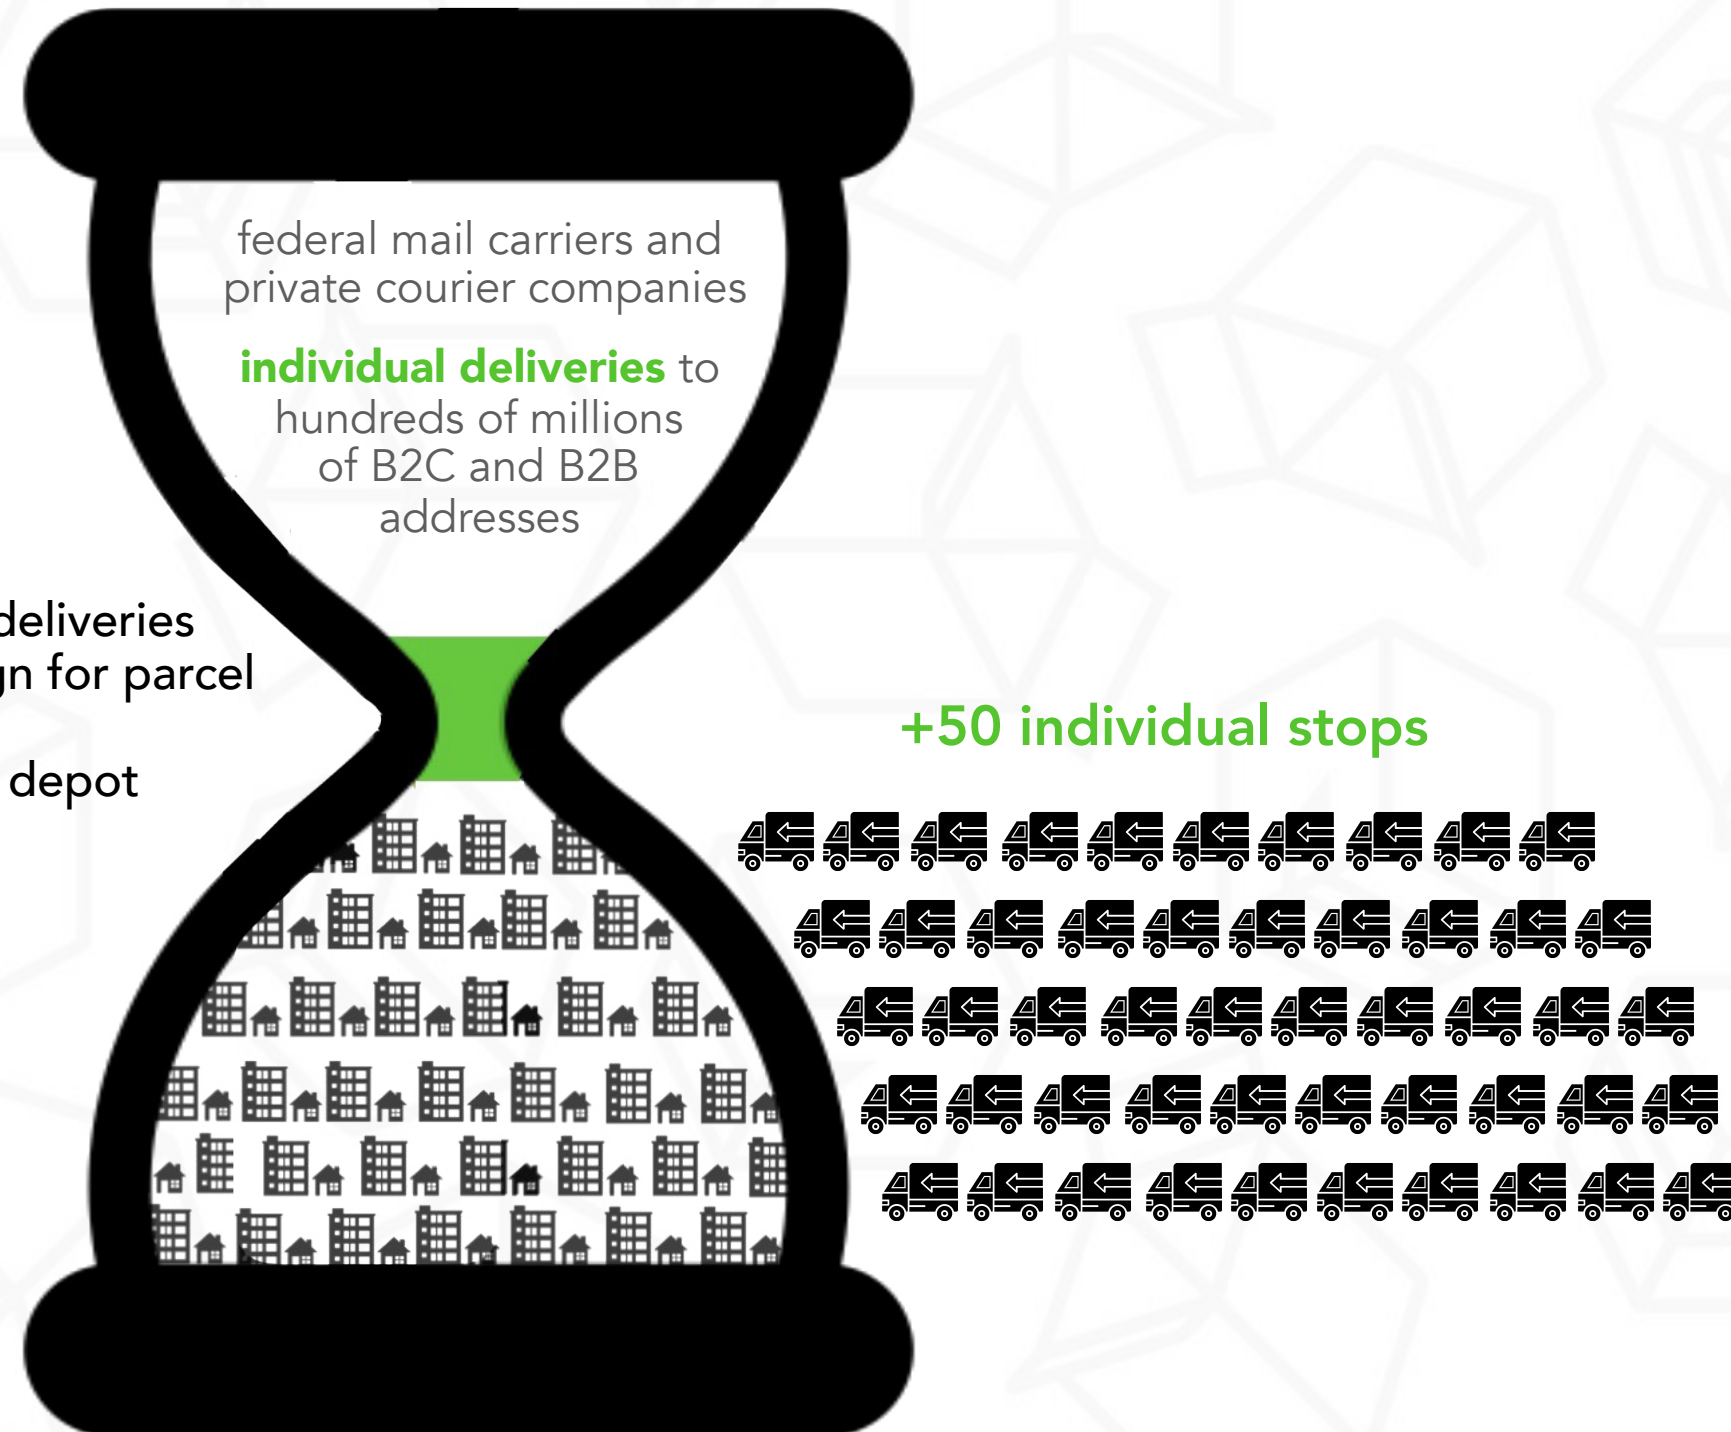 federal mail carriers and
private courier companies
individual deliveries to
hundreds of millions
of B2C and B2B
addresses
deliveries
for parcel
depot
+50 individual stops